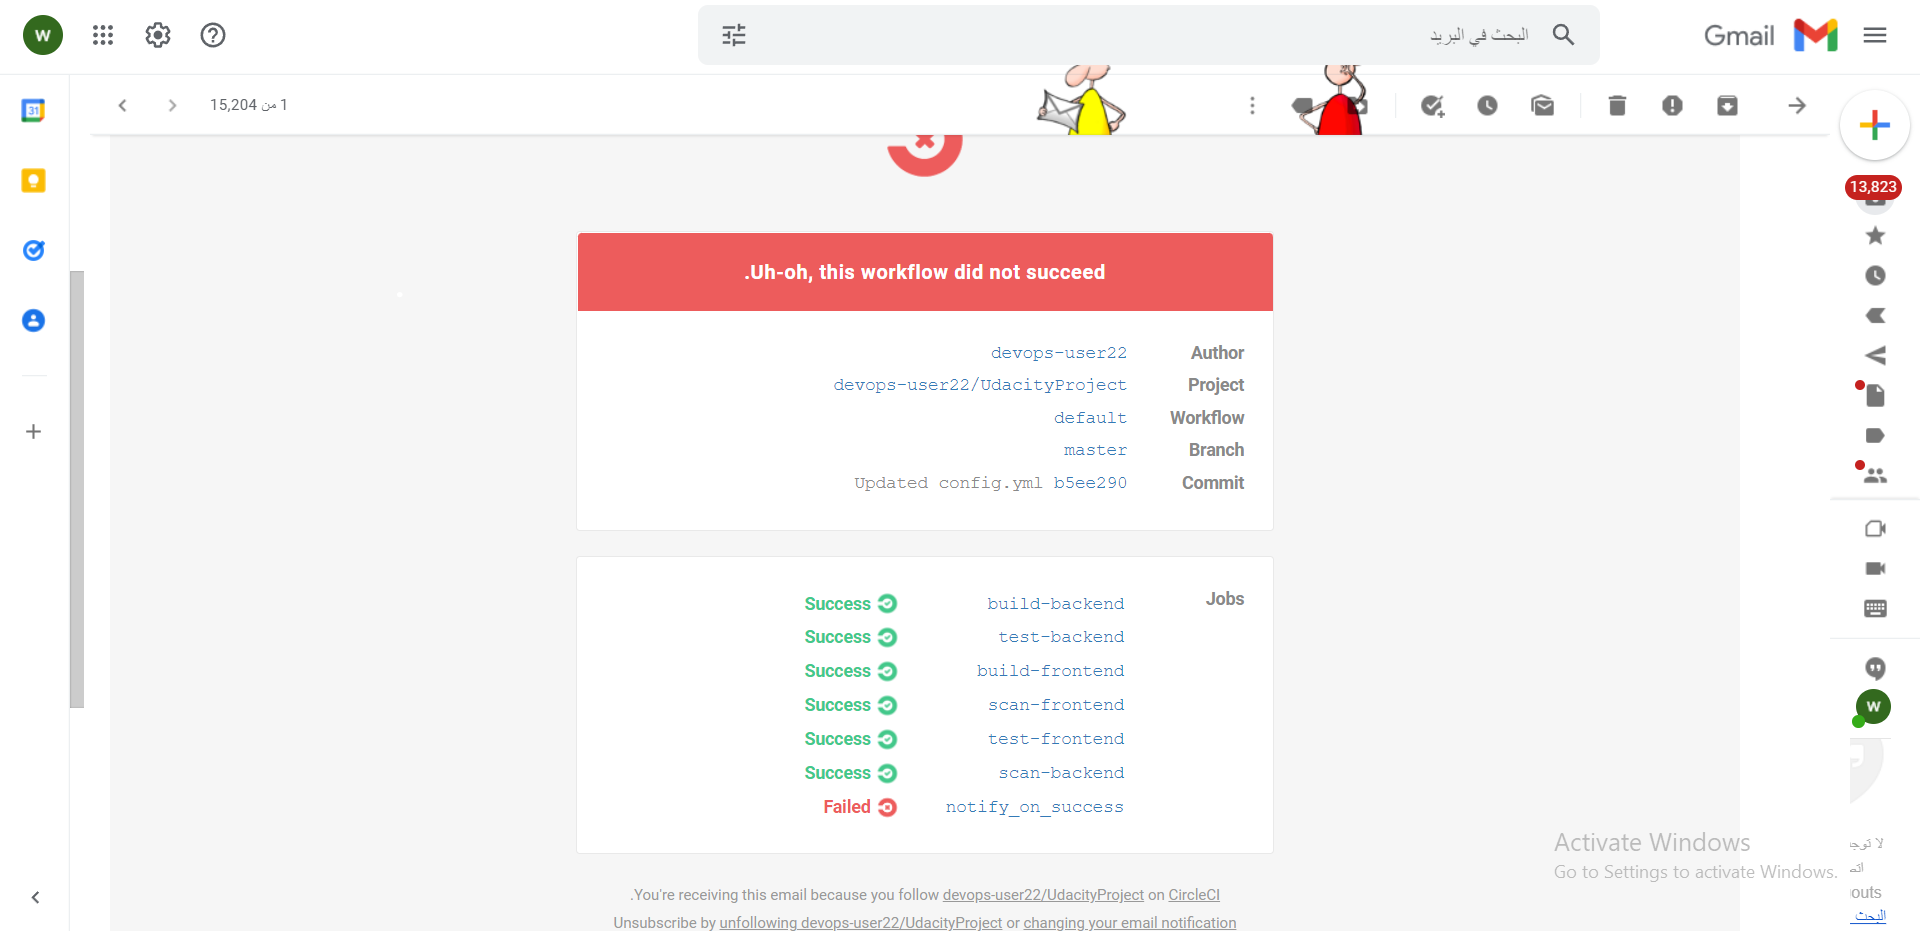 W
البحث في البريد
Gmail
31
1 من 15,204
13,823
.Uh-oh, this workflow did not succeed
Author devops-user22
Project devops-user22/UdacityProject
Workflow default
Branch master
Commit Updated config.yml b5ee290
Jobs
build-backend Success
test-backend Success
build-frontend Success
scan-frontend Success
test-frontend Success
scan-backend Success
notify_on_success Failed
W
.You're receiving this email because you follow devops-user22/UdacityProject on CircleCI
Unsubscribe by unfollowing devops-user22/UdacityProject or changing your email notification
Activate Windows
Go to Settings to activate Windows.
لا توجد
outs
البحث